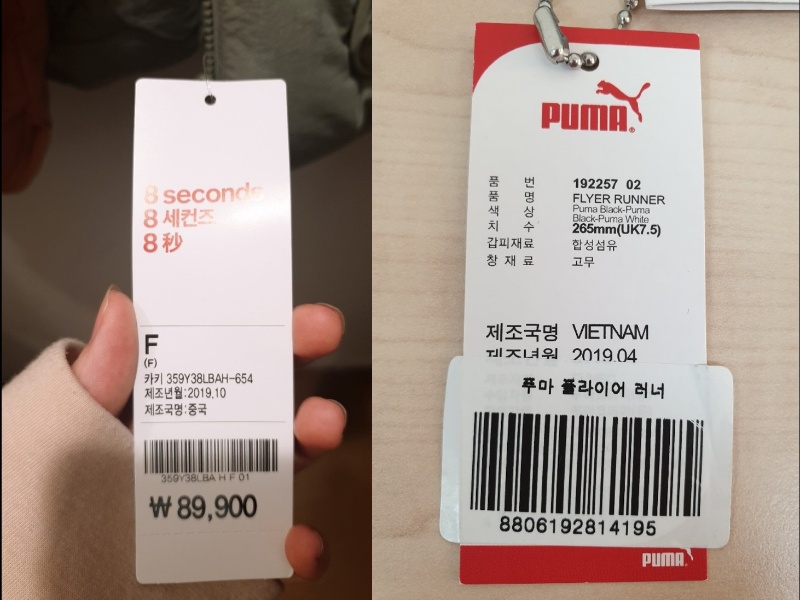 8 seconds
8 세컨즈
8 秒
F
(F)
카키 359Y38LBAH-654
제조년월:2019.10
제조국명:중국
359Y38LBA H F 01
₩ 89,900
PUMA
품 번 192257 02
품 명 FLYER RUNNER
색 상 Puma Black-Puma
Black-Puma White
치 수 265mm(UK7.5)
갑피재료 합성섬유
창 재 료 고무
제조국명 VIETNAM
제조년월 2019.04
푸마 플라이어 러너
8806192814195
PUMA